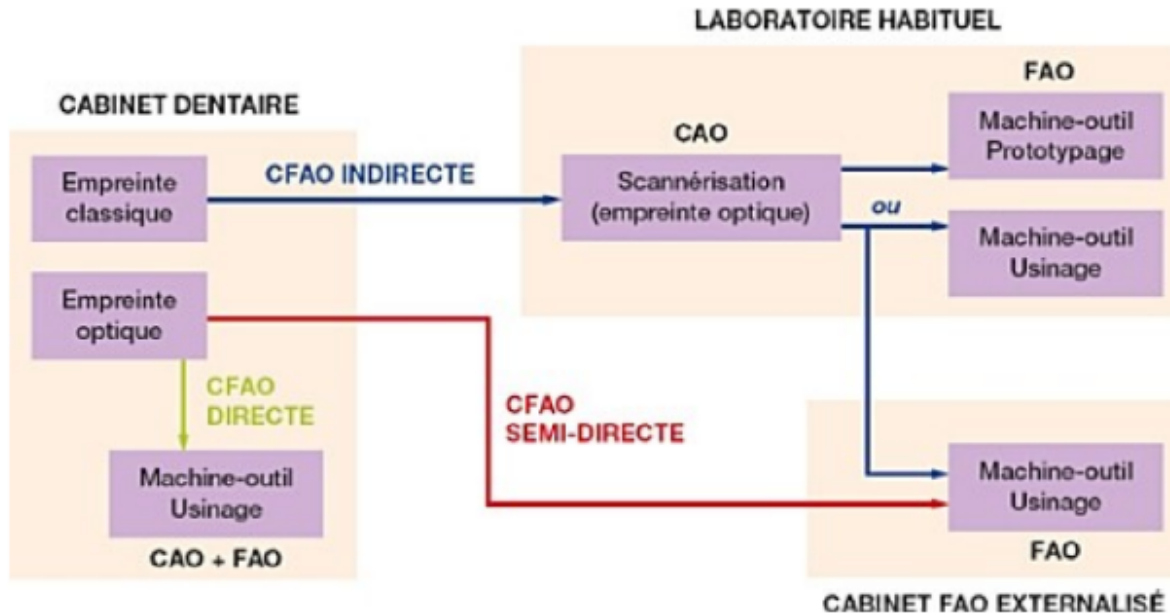 LABORATOIRE HABITUEL
CABINET DENTAIRE
FAO
Machine-outil
Prototypage
CAO
Empreinte
classique
CFAO INDIRECTE
Scannérisation
(empreinte optique)
ou
Machine-outil
Usinage
Empreinte
optique
CFAO
DIRECTE
CFAO
SEMI-DIRECTE
Machine-outil
Usinage
CAO + FAO
Machine-outil
Usinage
FAO
CABINET FAO EXTERNALISÉ